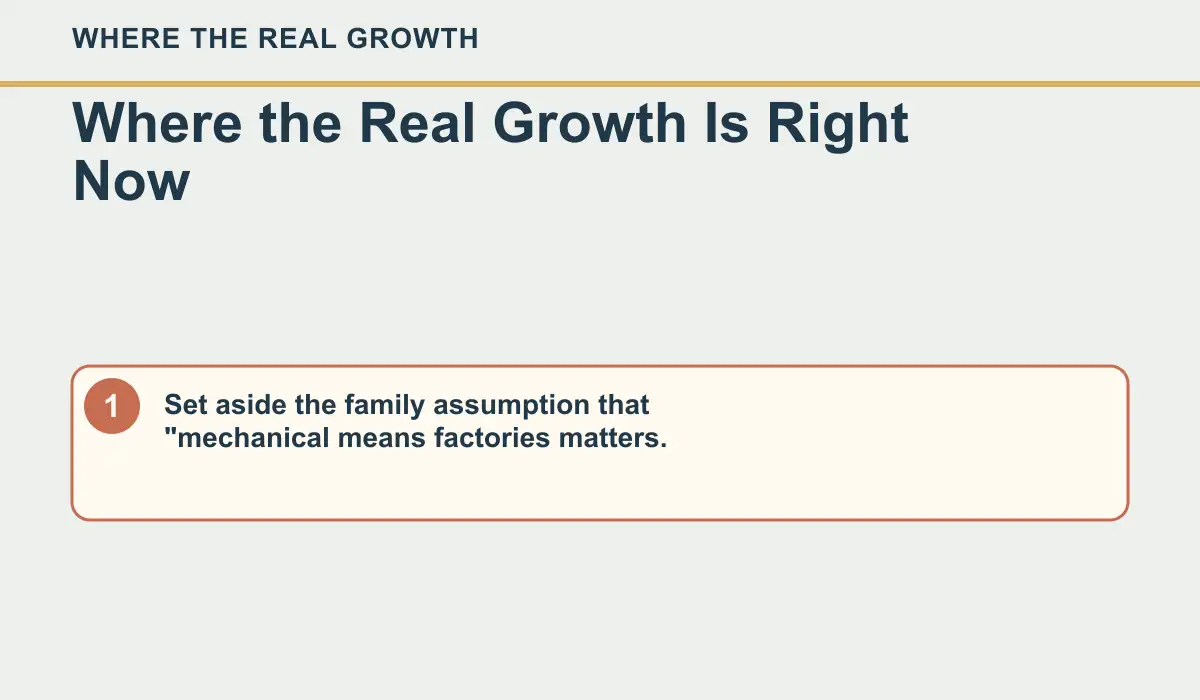 WHERE THE REAL GROWTH
Where the Real Growth Is Right
Now
1
Set aside the family assumption that
"mechanical means factories matters.